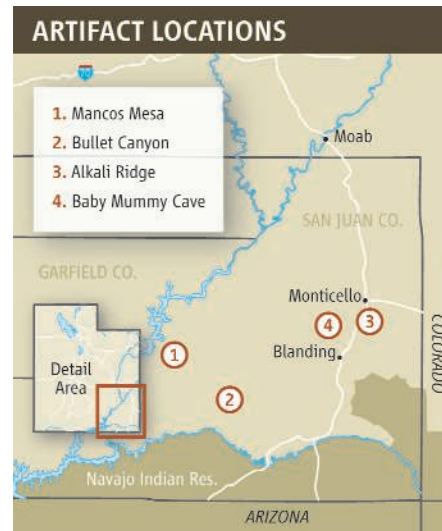 ARTIFACT LOCATIONS
70
1. Mancos Mesa
2. Bullet Canyon
3. Alkali Ridge
4. Baby Mummy Cave
Moab
SAN JUAN CO.
GARFIELD CO.
Monticello
4
3
COLORADO
Blanding
1
Detail
Area
2
Navajo Indian Res.
ARIZONA